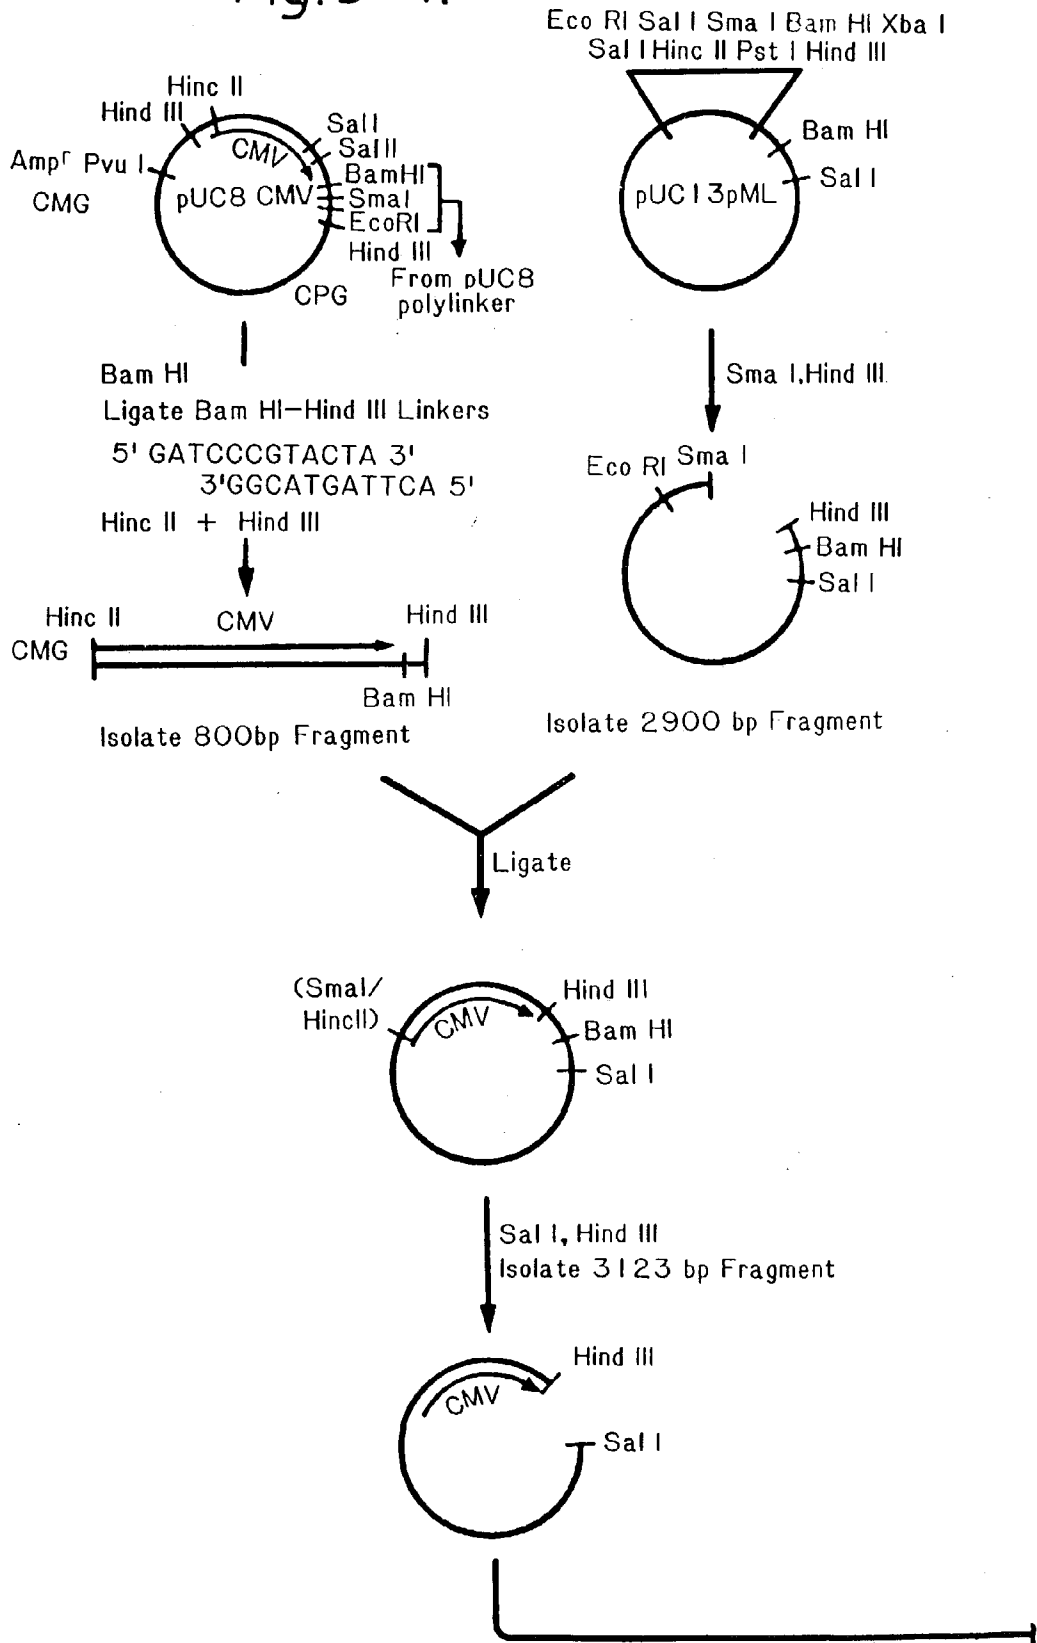 Eco RI Sal I Sma I Bam HI Xba I
Sal I Hinc II Pst I Hind III
Hinc II
Hind III
Ampr Pvu I
CMG
CMV
pUC8 CMV
SalI
SalII
BamHI
SmaI
EcoRI
Hind III
CPG
From pUC8
polylinker
Bam HI
Sal I
pUC13pML
Bam HI
Ligate Bam HI-Hind III Linkers
5' GATCCCGTACTA 3'
3'GGCATGATTCA 5'
Hinc II + Hind III
Sma I,Hind III
Eco RI
Sma I
Hind III
Bam HI
Sal I
Hinc II
CMV
Hind III
CMG
Bam HI
Isolate 800bp Fragment
Isolate 2900 bp Fragment
Ligate
(SmaI/
HincII)
CMV
Hind III
Bam HI
Sal I
Sal I, Hind III
Isolate 3123 bp Fragment
Hind III
CMV
Sal I